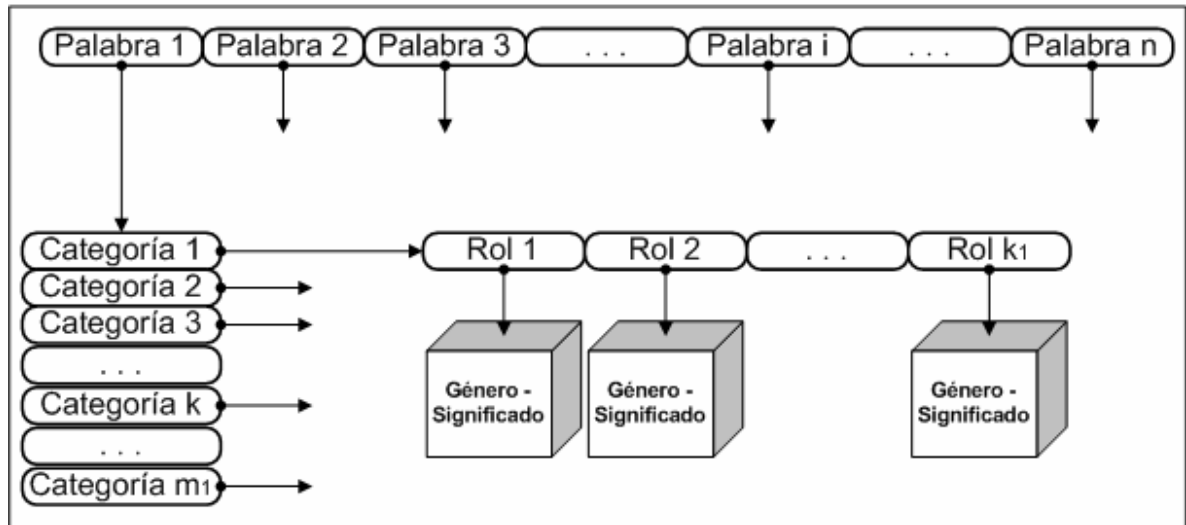 Palabra 1 Palabra 2 Palabra 3 . . . Palabra i . . . Palabra n
Categoría 1 Rol 1 Rol 2 . . . Rol k1
Categoría 2
Categoría 3
. . .
Categoría k
. . .
Categoría m1
Género -
Significado
Género -
Significado
Género -
Significado